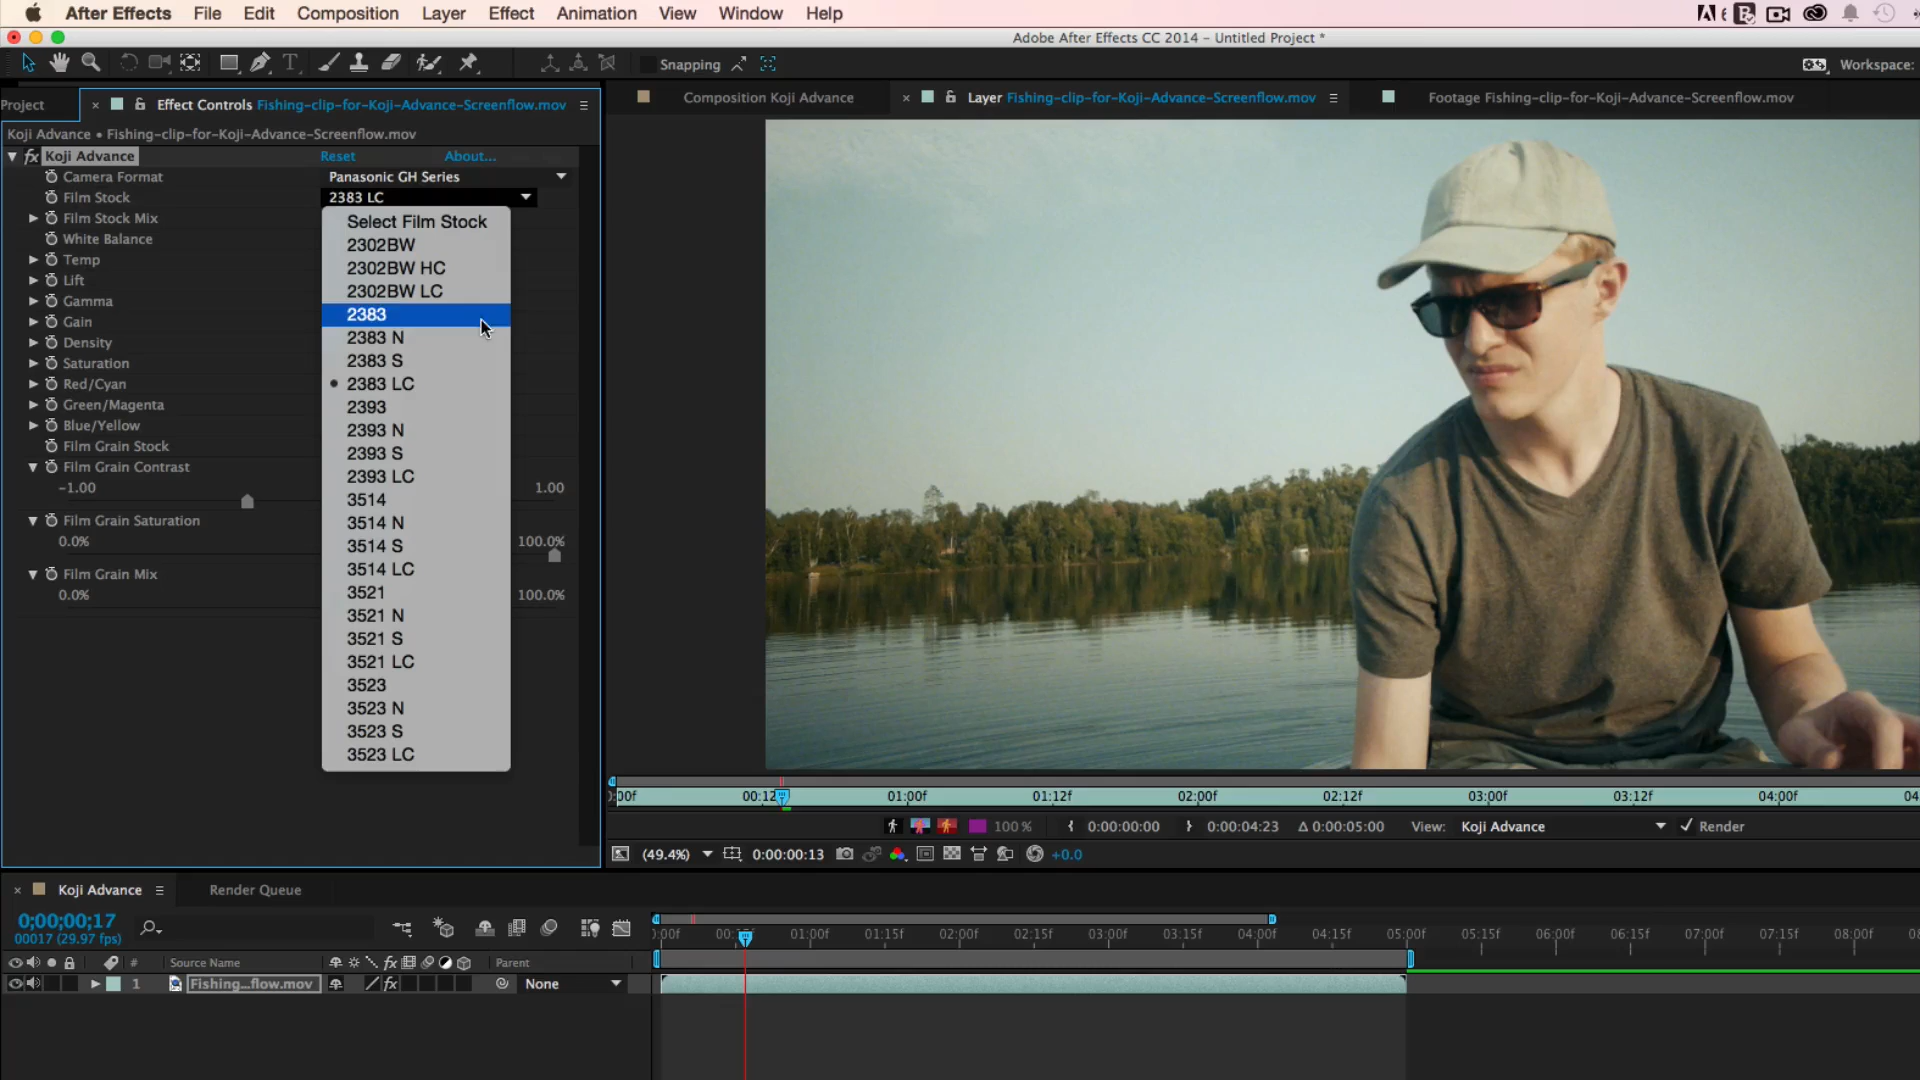 After Effects File Edit Composition Layer Effect Animation View Window Help
Adobe After Effects CC 2014 - Untitled Project *
Snapping
Workspace:
Project
Effect Controls Fishing-clip-for-Koji-Advance-Screenflow.mov
Composition Koji Advance
Layer Fishing-clip-for-Koji-Advance-Screenflow.mov
Footage Fishing-clip-for-Koji-Advance-Screenflow.mov
Koji Advance • Fishing-clip-for-Koji-Advance-Screenflow.mov
fx Koji Advance Reset About...
Camera Format Panasonic GH Series
Film Stock 2383 LC
Film Stock Mix
White Balance
Temp
Lift
Gamma
Gain
Density
Saturation
Red/Cyan
Green/Magenta
Blue/Yellow
Film Grain Stock
Film Grain Contrast
-1.00 1.00
Film Grain Saturation
0.0% 100.0%
Film Grain Mix
0.0% 100.0%
Select Film Stock
2302BW
2302BW HC
2302BW LC
2383
2383 N
2383 S
2383 LC
2393
2393 N
2393 S
2393 LC
3514
3514 N
3514 S
3514 LC
3521
3521 N
3521 S
3521 LC
3523
3523 N
3523 S
3523 LC
00f 00:12 01:00f 01:12f 02:00f 02:12f 03:00f 03:12f 04:00f 04
100 % 0:00:00:00 0:00:04:23 Δ 0:00:05:00 View: Koji Advance Render
(49.4%) 0:00:00:13 +0.0
Koji Advance Render Queue
0;00;00;17
00017 (29.97 fps)
:00f 00: 01:00f 01:15f 02:00f 02:15f 03:00f 03:15f 04:00f 04:15f 05:00f 05:15f 06:00f 06:15f 07:00f 07:15f 08:00f
# Source Name fx Parent
1 Fishing...flow.mov fx None